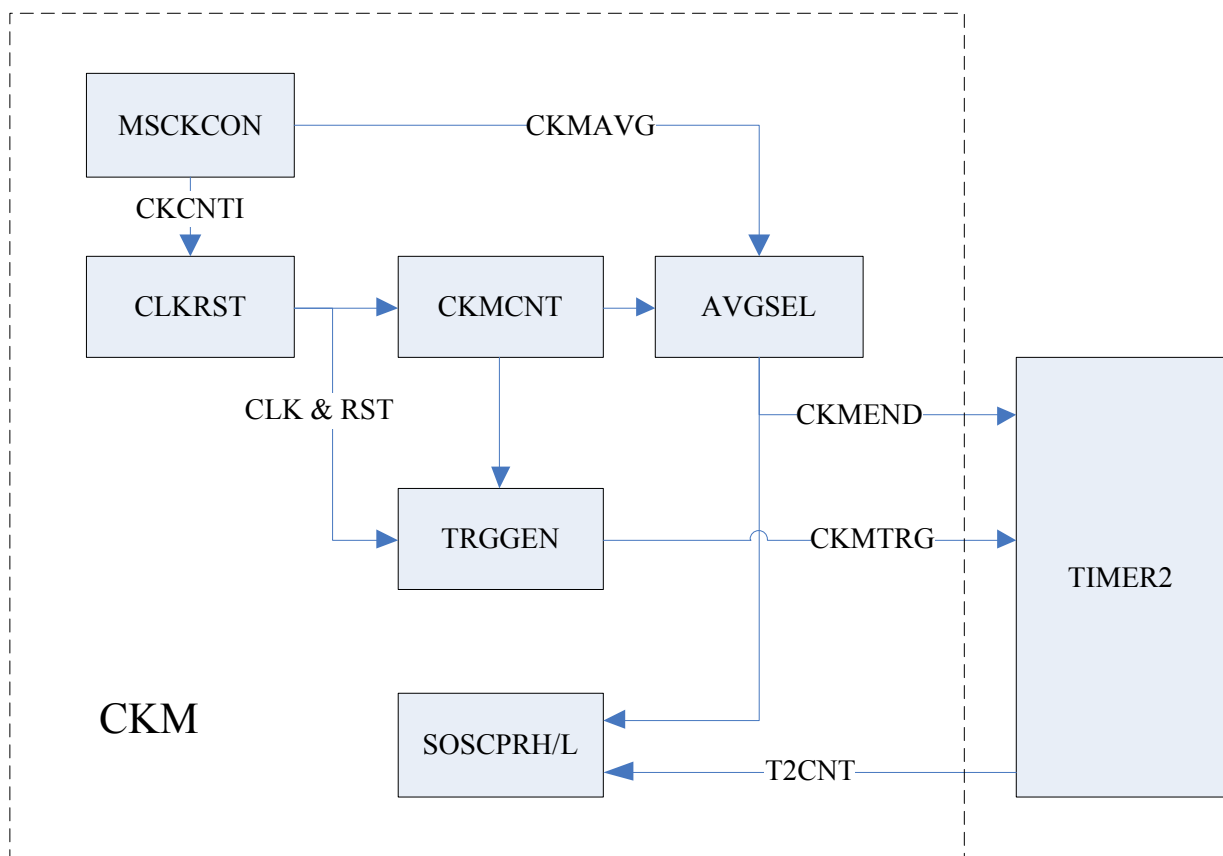 MSCKCON
CKMAVG
CKCNTI
CLKRST
CKMCNT
AVGSEL
CLK & RST
CKMEND
TRGGEN
CKMTRG
TIMER2
CKM
SOSCPRH/L
T2CNT